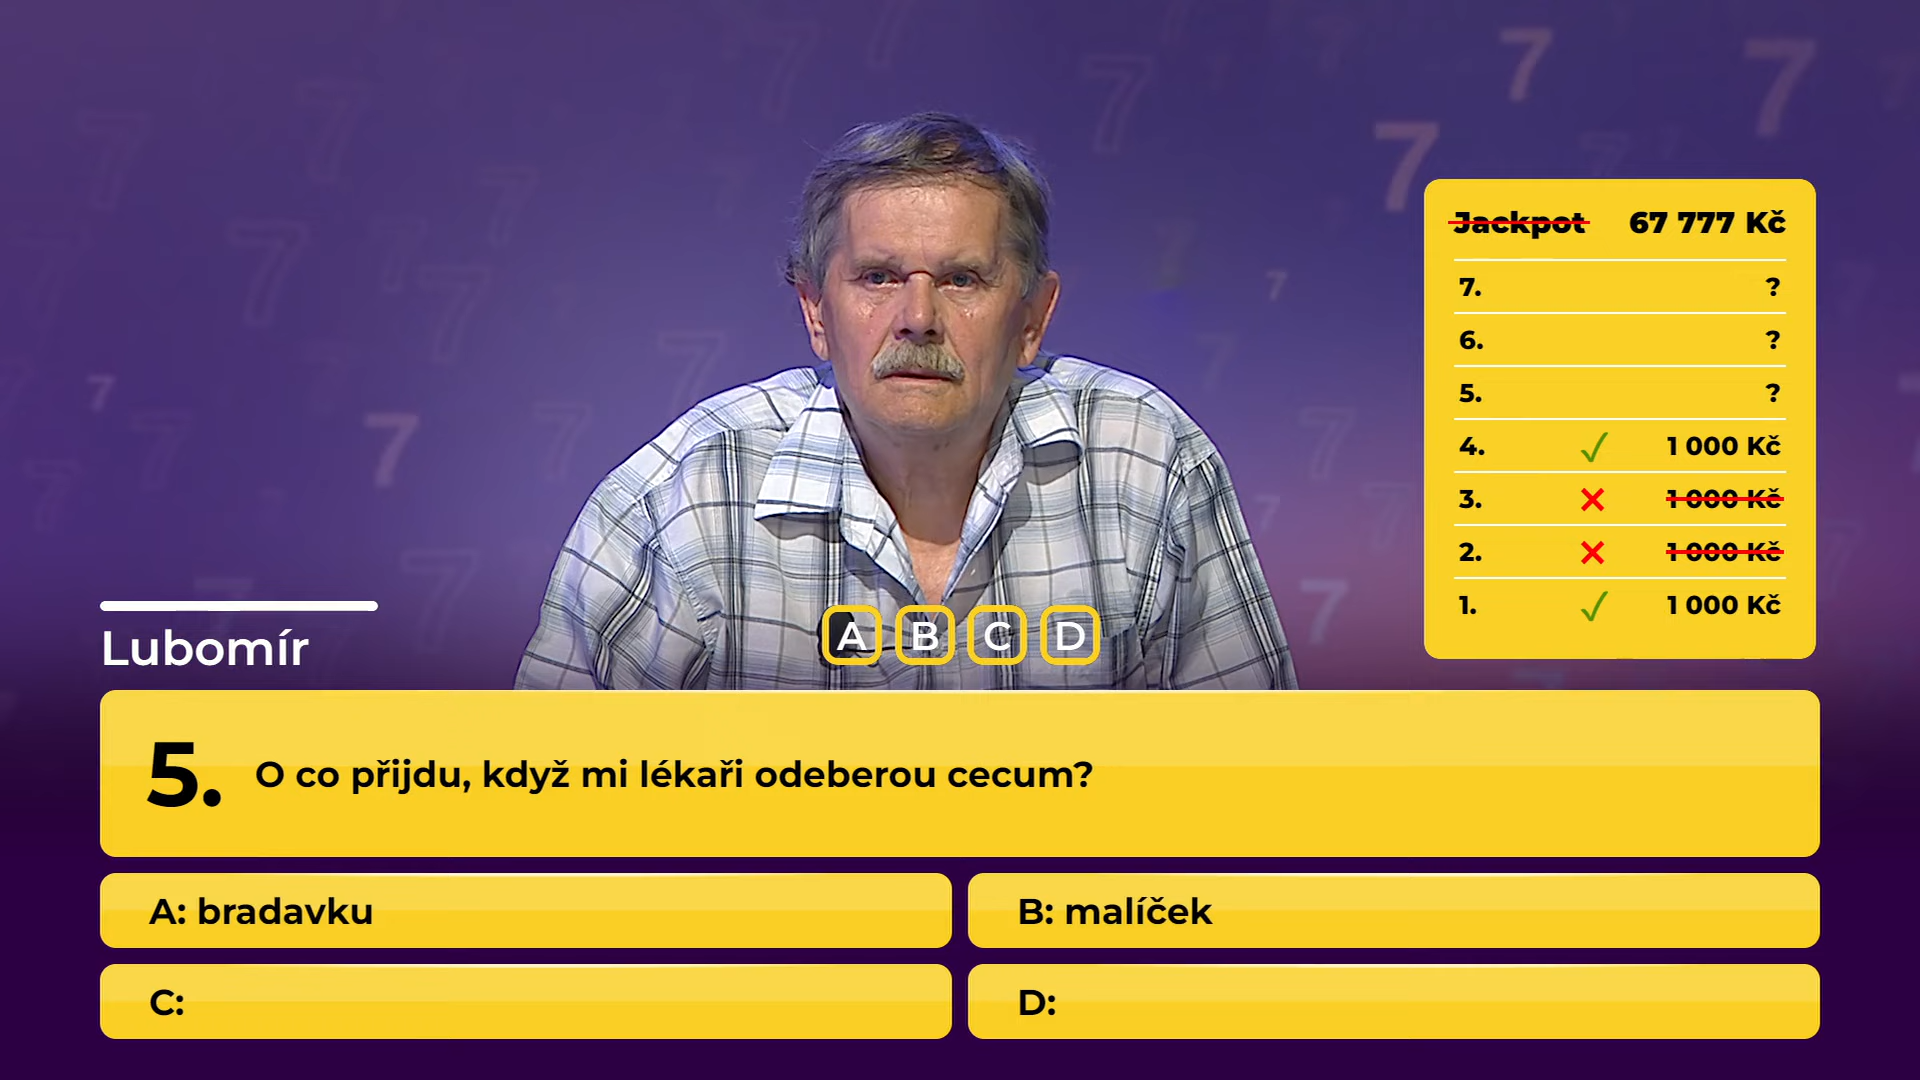 Jackpot 67 777 Kč
7. ?
6. ?
5. ?
4. ✓ 1 000 Kč
3. ✕ 1 000 Kč
2. ✕ 1 000 Kč
1. ✓ 1 000 Kč
Lubomír
A B C D
5. O co přijdu, když mi lékaři odeberou cecum?
A: bradavku
B: malíček
C:
D: